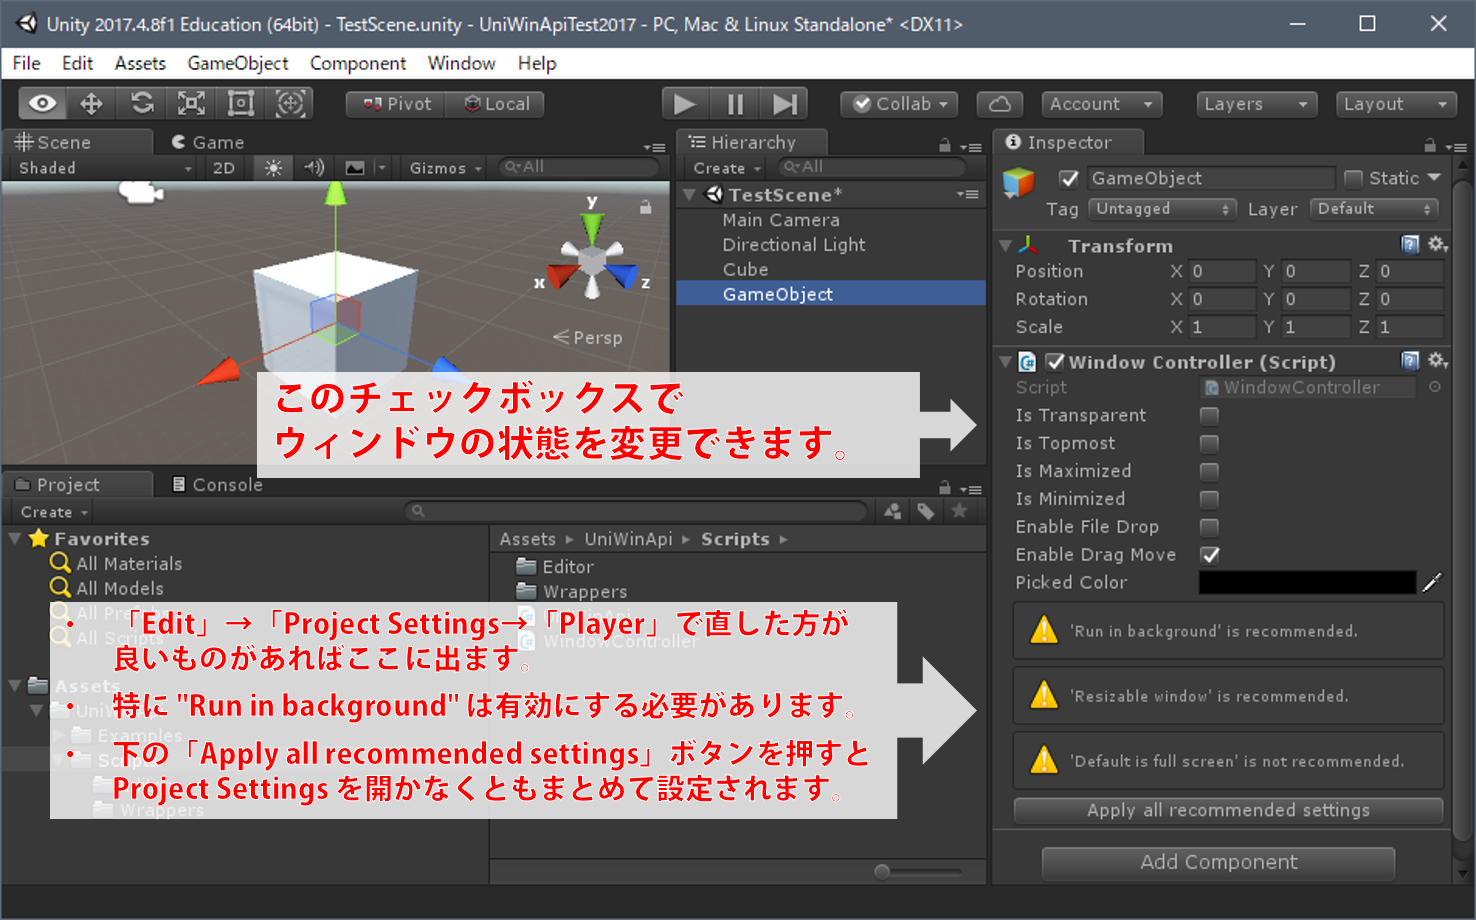 Unity 2017.4.8f1 Education (64bit) - TestScene.unity - UniWinApiTest2017 - PC, Mac & Linux Standalone* <DX11>
File Edit Assets GameObject Component Window Help
Pivot Local Collab Account Layers Layout
Scene Game
Shaded 2D Gizmos All
y
x z
Persp
Hierarchy
Create All
TestScene*
Main Camera
Directional Light
Cube
GameObject
Inspector
GameObject Static
Tag Untagged Layer Default
Transform
Position X 0 Y 0 Z 0
Rotation X 0 Y 0 Z 0
Scale X 1 Y 1 Z 1
Window Controller (Script)
Script WindowController
Is Transparent
Is Topmost
Is Maximized
Is Minimized
Enable File Drop
Enable Drag Move
Picked Color
'Run in background' is recommended.
'Resizable window' is recommended.
'Default is full screen' is not recommended.
Apply all recommended settings
Add Component
このチェックボックスで
ウィンドウの状態を変更できます。
Project Console
Create
Favorites
All Materials
All Models
All Prefabs
All Scripts
Assets
UniWi
Examples
Scripts
Wrappers
Assets ▸ UniWinApi ▸ Scripts ▸
Editor
Wrappers
UniWinApi
WindowController
• 「Edit」→「Project Settings→「Player」で直した方が
良いものがあればここに出ます。
• 特に "Run in background" は有効にする必要があります。
• 下の「Apply all recommended settings」ボタンを押すと
Project Settings を開かなくともまとめて設定されます。